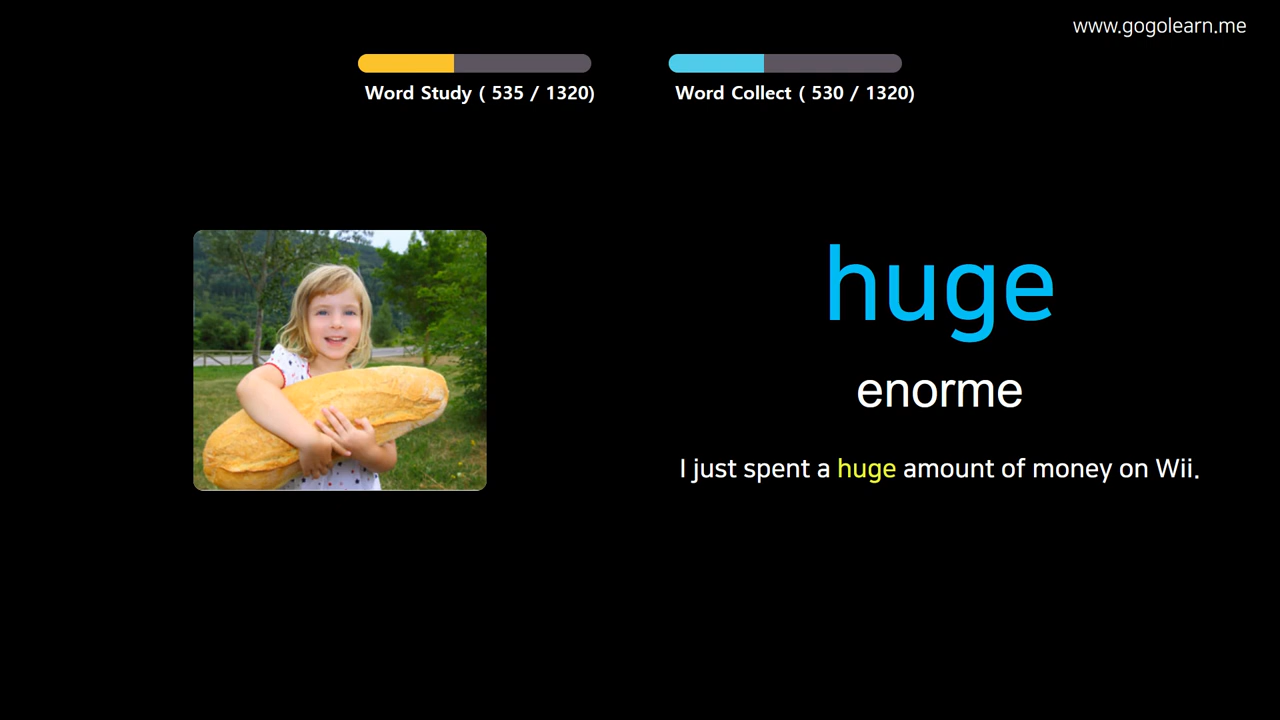 www.gogolearn.me
Word Study ( 535 / 1320)
Word Collect ( 530 / 1320)
huge
enorme
I just spent a huge amount of money on Wii.